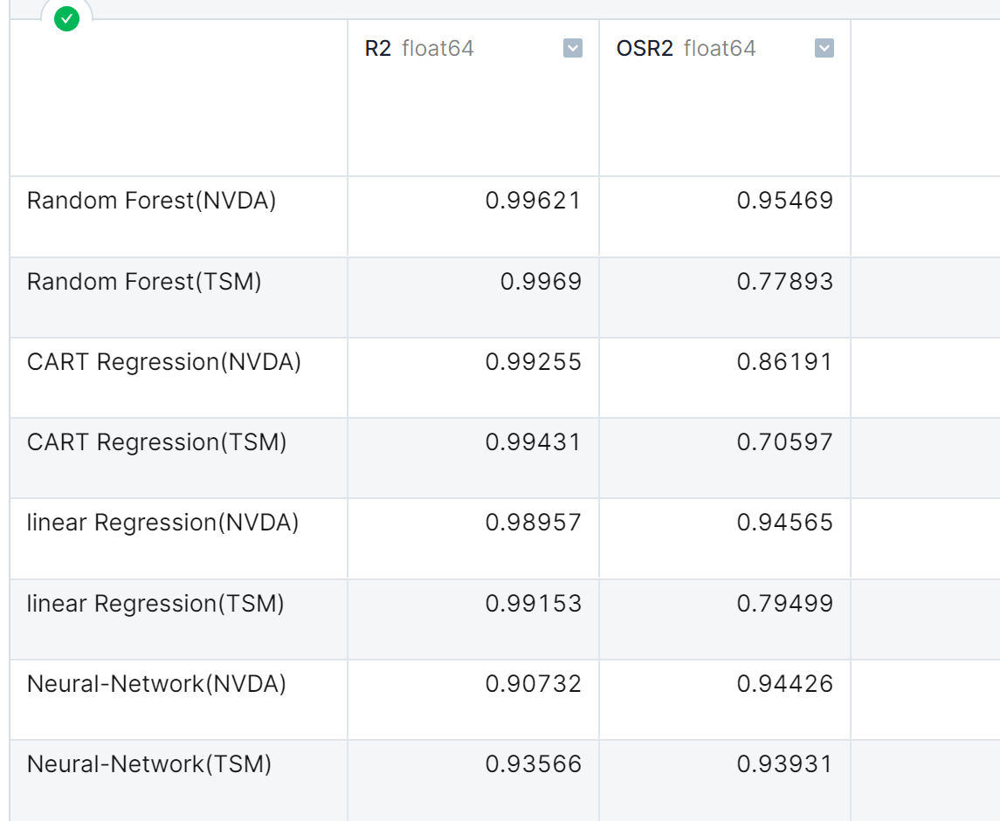 R2 float64 OSR2 float64
Random Forest(NVDA) 0.99621 0.95469
Random Forest(TSM) 0.9969 0.77893
CART Regression(NVDA) 0.99255 0.86191
CART Regression(TSM) 0.99431 0.70597
linear Regression(NVDA) 0.98957 0.94565
linear Regression(TSM) 0.99153 0.79499
Neural-Network(NVDA) 0.90732 0.94426
Neural-Network(TSM) 0.93566 0.93931